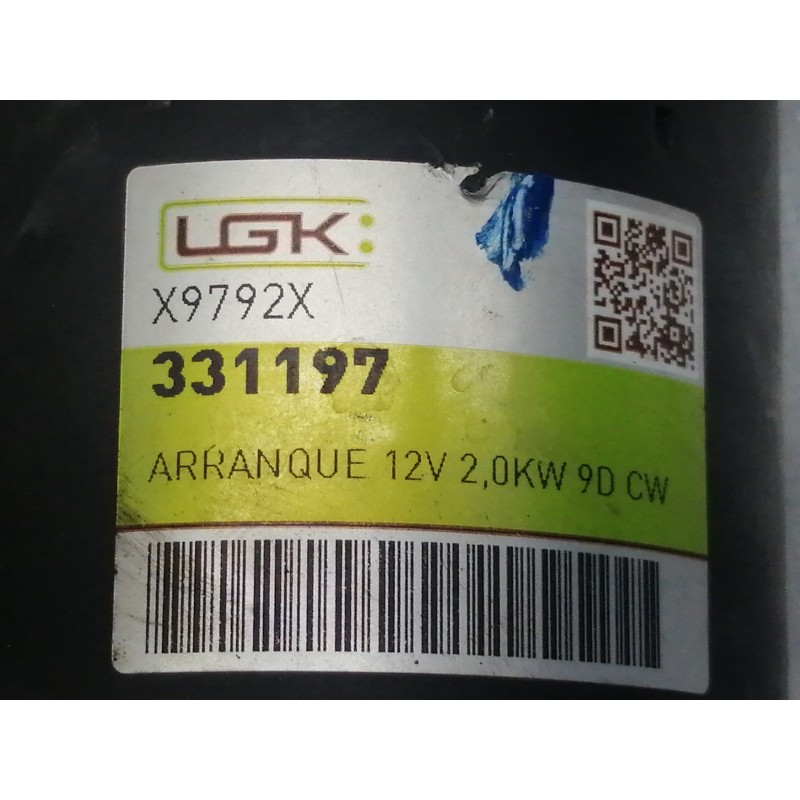 LGK:
X9792X
331197
ARRANQUE 12V 2,0KW 9D CW